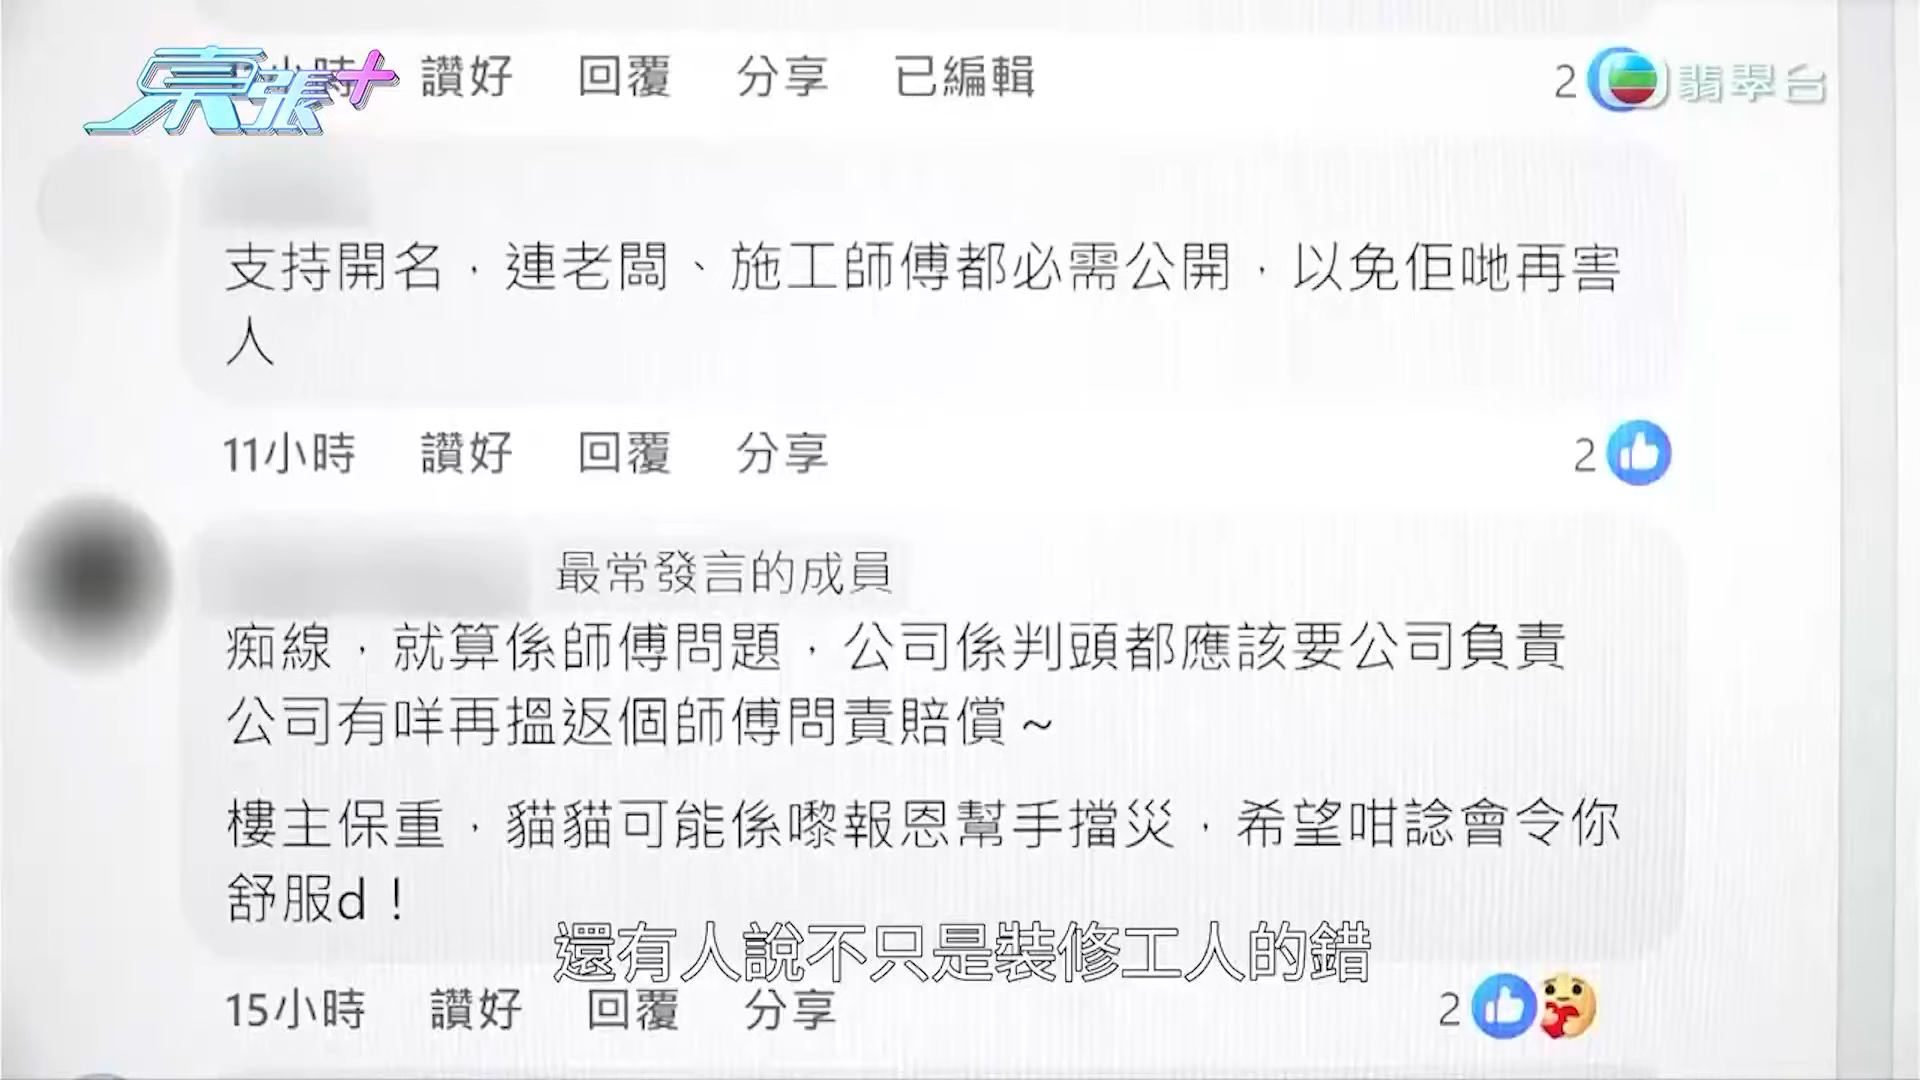 東張+
小時 讚好 回覆 分享 已編輯 2 翡翠台
支持開名，連老闆、施工師傅都必需公開，以免佢哋再害
人
11小時 讚好 回覆 分享 2
最常發言的成員
痴線，就算係師傅問題，公司係判頭都應該要公司負責
公司有咩再搵返個師傅問責賠償～
樓主保重，貓貓可能係嚟報恩幫手擋災，希望咁諗會令你
舒服d！
還有人說不只是裝修工人的錯
15小時 讚好 回覆 分享 2